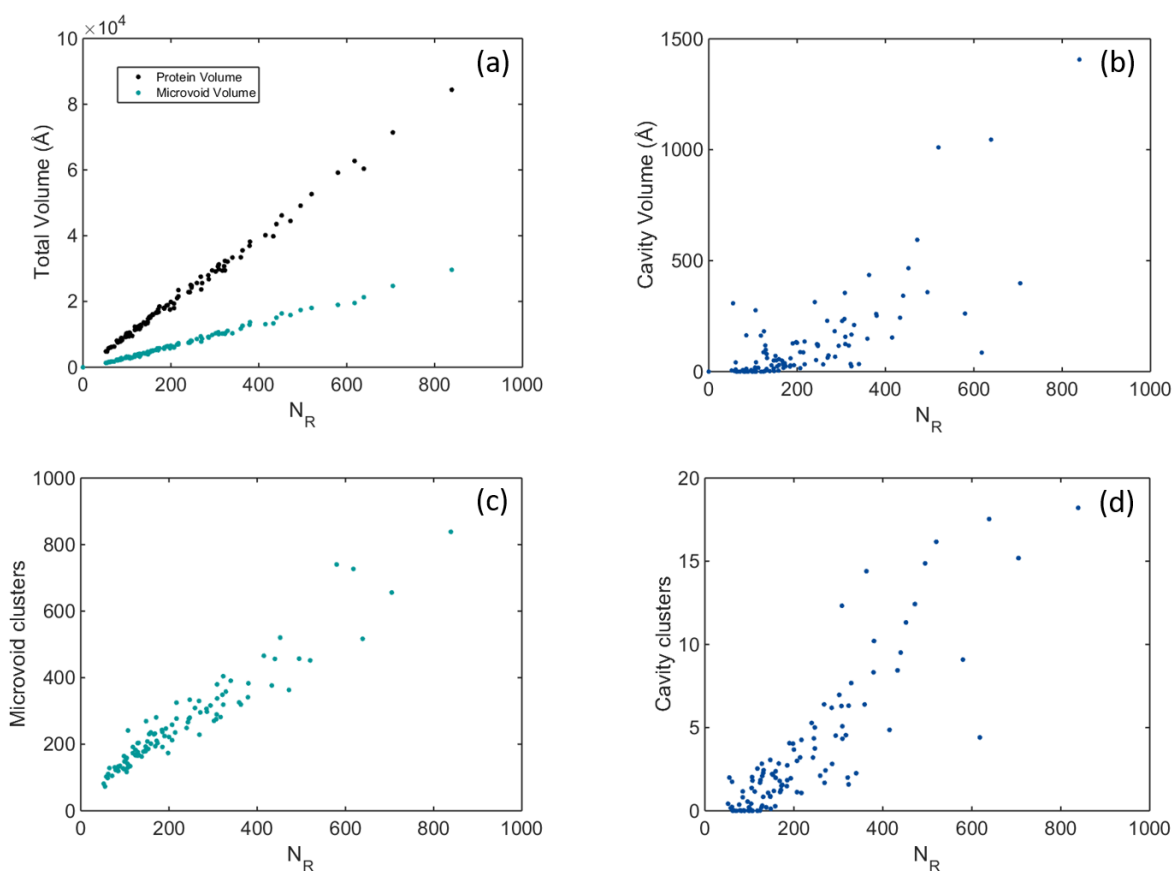 ×10⁴
10
8
6
4
2
0
0 200 400 600 800 1000
Total Volume (Å)
N_R
(a)
Protein Volume
Microvoid Volume
1500
1000
500
0
0 200 400 600 800 1000
Cavity Volume (Å)
N_R
(b)
1000
800
600
400
200
0
0 200 400 600 800 1000
Microvoid clusters
N_R
(c)
20
15
10
5
0
0 200 400 600 800 1000
Cavity clusters
N_R
(d)